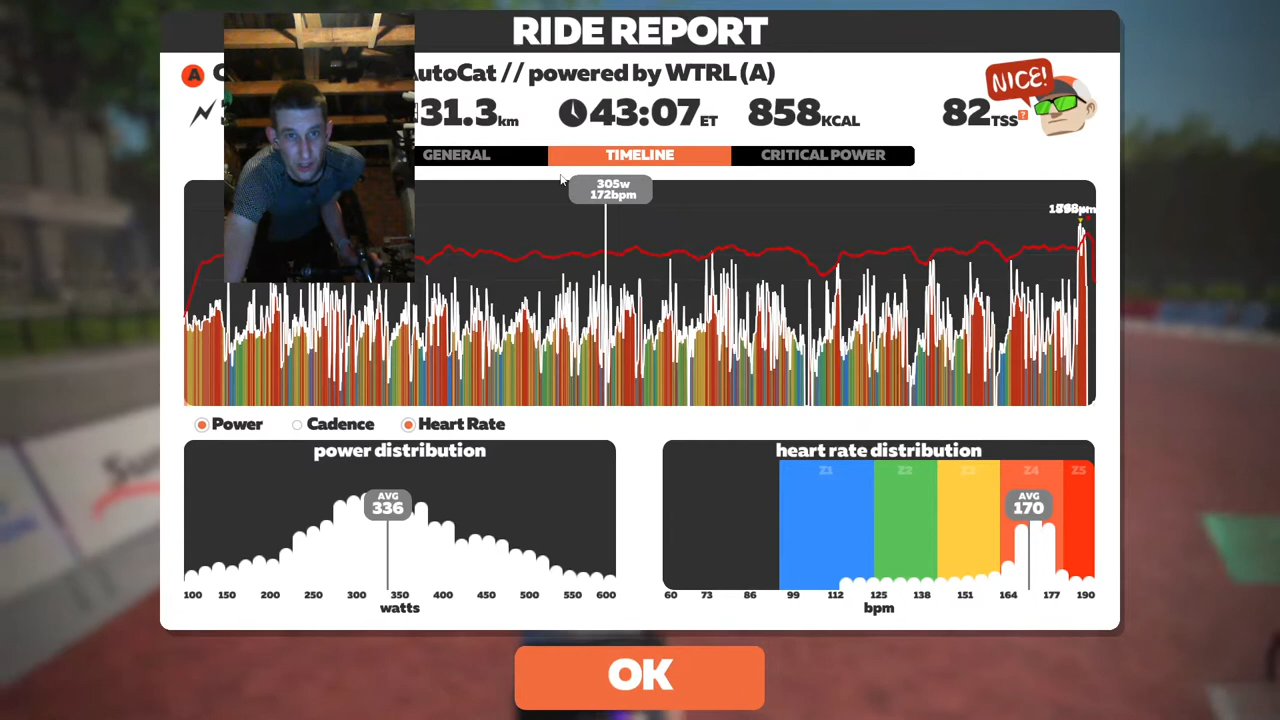 RIDE REPORT
A
AutoCat // powered by WTRL (A)
NICE!
31.3km 43:07ET 858KCAL 82TSS ?
GENERAL TIMELINE CRITICAL POWER
305w
172bpm
Power Cadence Heart Rate
power distribution
AVG
336
100 150 200 250 300 350 400 450 500 550 600
watts
heart rate distribution
Z1 Z2 Z3 Z4 Z5
AVG
170
60 73 86 99 112 125 138 151 164 177 190
bpm
OK